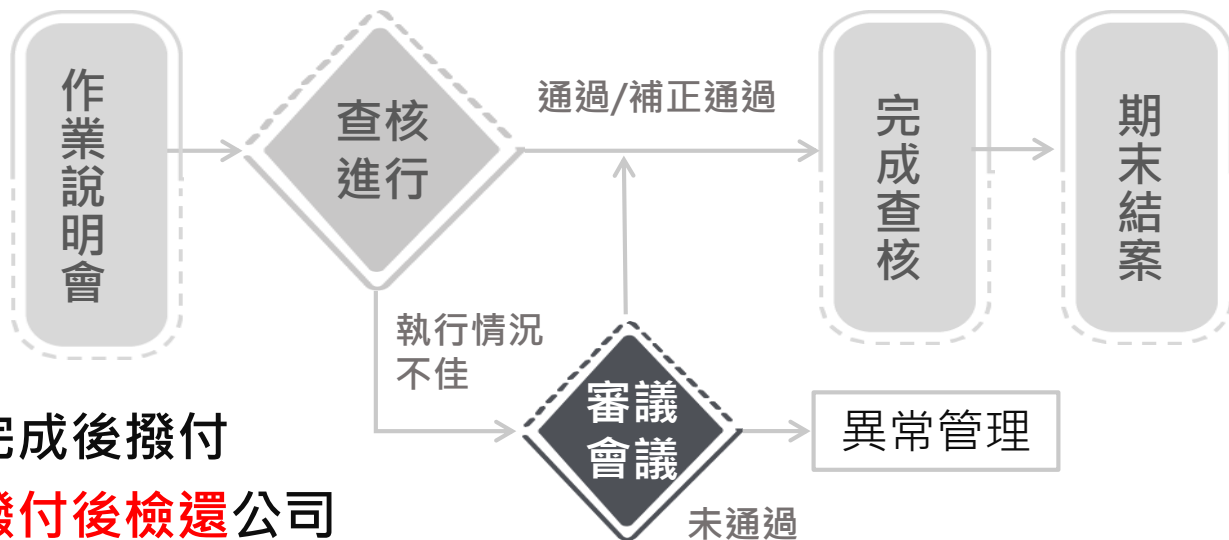 作業說明會
查核
進行
通過/補正通過
完成查核
期末結案
執行情況
不佳
審議
會議
異常管理
未通過
完成後撥付
撥付後檢還公司